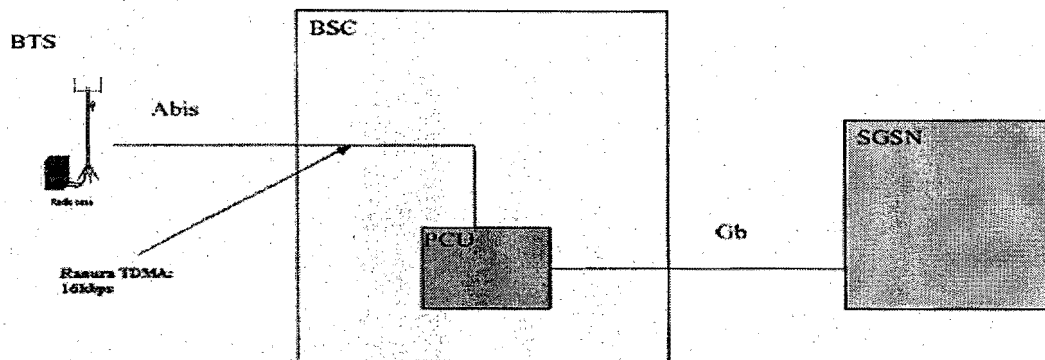 BTS
BSC
Abis
SGSN
PCU
Gb
Radio base
Ranura TDMA:
16kbps